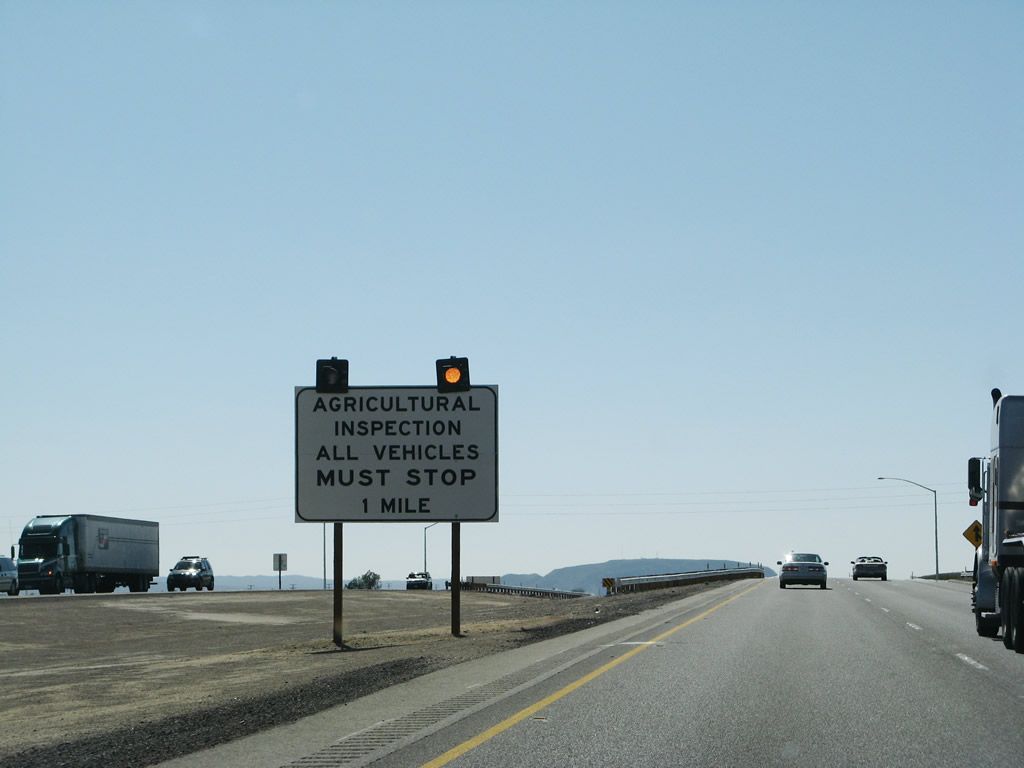 AGRICULTURAL
INSPECTION
ALL VEHICLES
MUST STOP
1 MILE